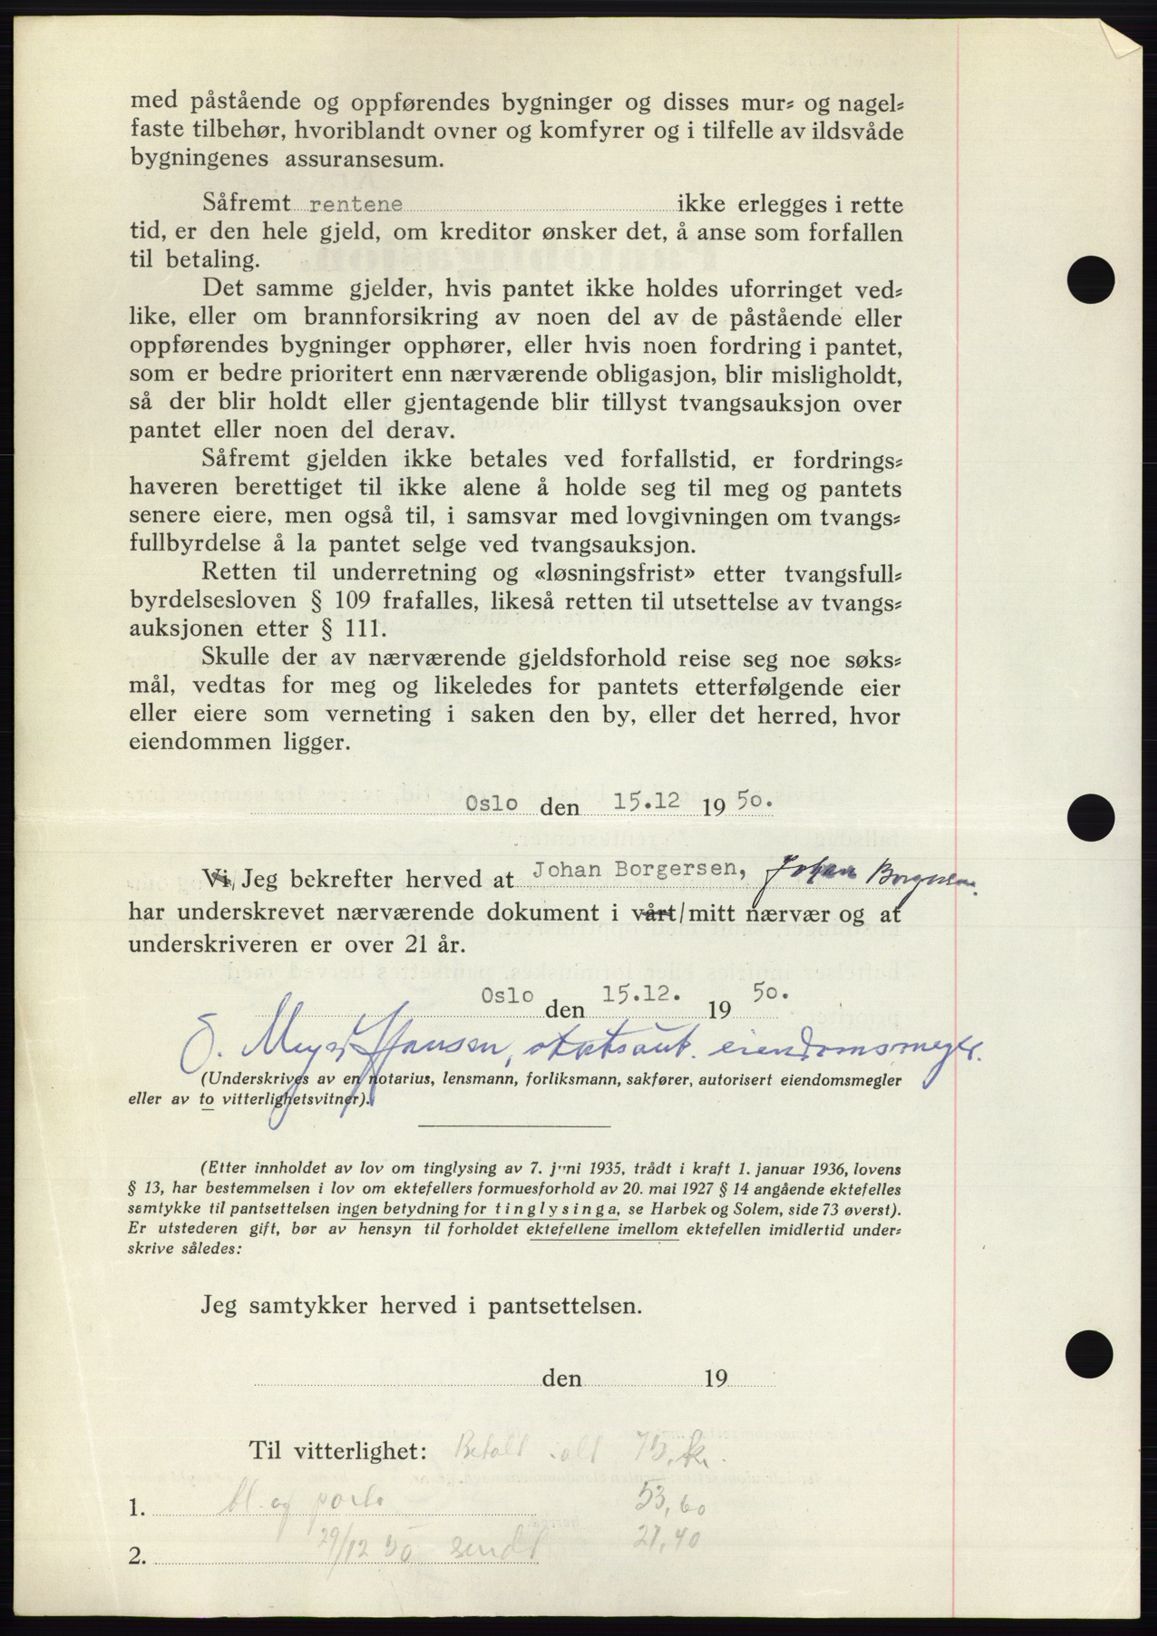 med påstående og oppførendes bygninger og disses mur= og nagel=
faste tilbehør, hvoriblandt ovner og komfyrer og i tilfelle av ildsvåde
bygningenes assuransesum.
Såfremt rentene ikke erlegges i rette
tid, er den hele gjeld, om kreditor ønsker det, å anse som forfallen
til betaling.
Det samme gjelder, hvis pantet ikke holdes uforringet ved=
like, eller om brannforsikring av noen del av de påstående eller
oppførendes bygninger opphører, eller hvis noen fordring i pantet,
som er bedre prioritert enn nærværende obligasjon, blir misligholdt,
så der blir holdt eller gjentagende blir tillyst tvangsauksjon over
pantet eller noen del derav.
Såfremt gjelden ikke betales ved forfallstid, er fordrings=
haveren berettiget til ikke alene å holde seg til meg og pantets
senere eiere, men også til, i samsvar med lovgivningen om tvangs=
fullbyrdelse å la pantet selge ved tvangsauksjon.
Retten til underretning og «løsningsfrist» etter tvangsfull=
byrdelsesloven § 109 frafalles, likeså retten til utsettelse av tvangs=
auksjonen etter § 111.
Skulle der av nærværende gjeldsforhold reise seg noe søks=
mål, vedtas for meg og likeledes for pantets etterfølgende eier
eller eiere som verneting i saken den by, eller det herred, hvor
eiendommen ligger.
Oslo den 15.12 19 50.
Vi/Jeg bekrefter herved at Johan Borgersen, Johan Borgersen.
har underskrevet nærværende dokument i vårt/mitt nærvær og at
underskriveren er over 21 år.
Oslo den 15.12. 19 50.
E. Meyer Hansen, statsaut. eiendomsmegler.
(Underskrives av en notarius, lensmann, forliksmann, sakfører, autorisert eiendomsmegler
eller av to vitterlighetsvitner).
(Etter innholdet av lov om tinglysing av 7. juni 1935, trådt i kraft 1. januar 1936, lovens
§ 13, har bestemmelsen i lov om ektefellers formuesforhold av 20. mai 1927 § 14 angående ektefelles
samtykke til pantsettelsen ingen betydning for tinglysinga, se Harbek og Solem, side 73 øverst).
Er utstederen gift, bør av hensyn til forholdet ektefellene imellom ektefellen imidlertid under=
skrive således:
Jeg samtykker herved i pantsettelsen.
den 19
Til vitterlighet: Betalt .alt 75, kr.
1. bl. og porto 53,60
2. 29/12 50 sendt 21,40